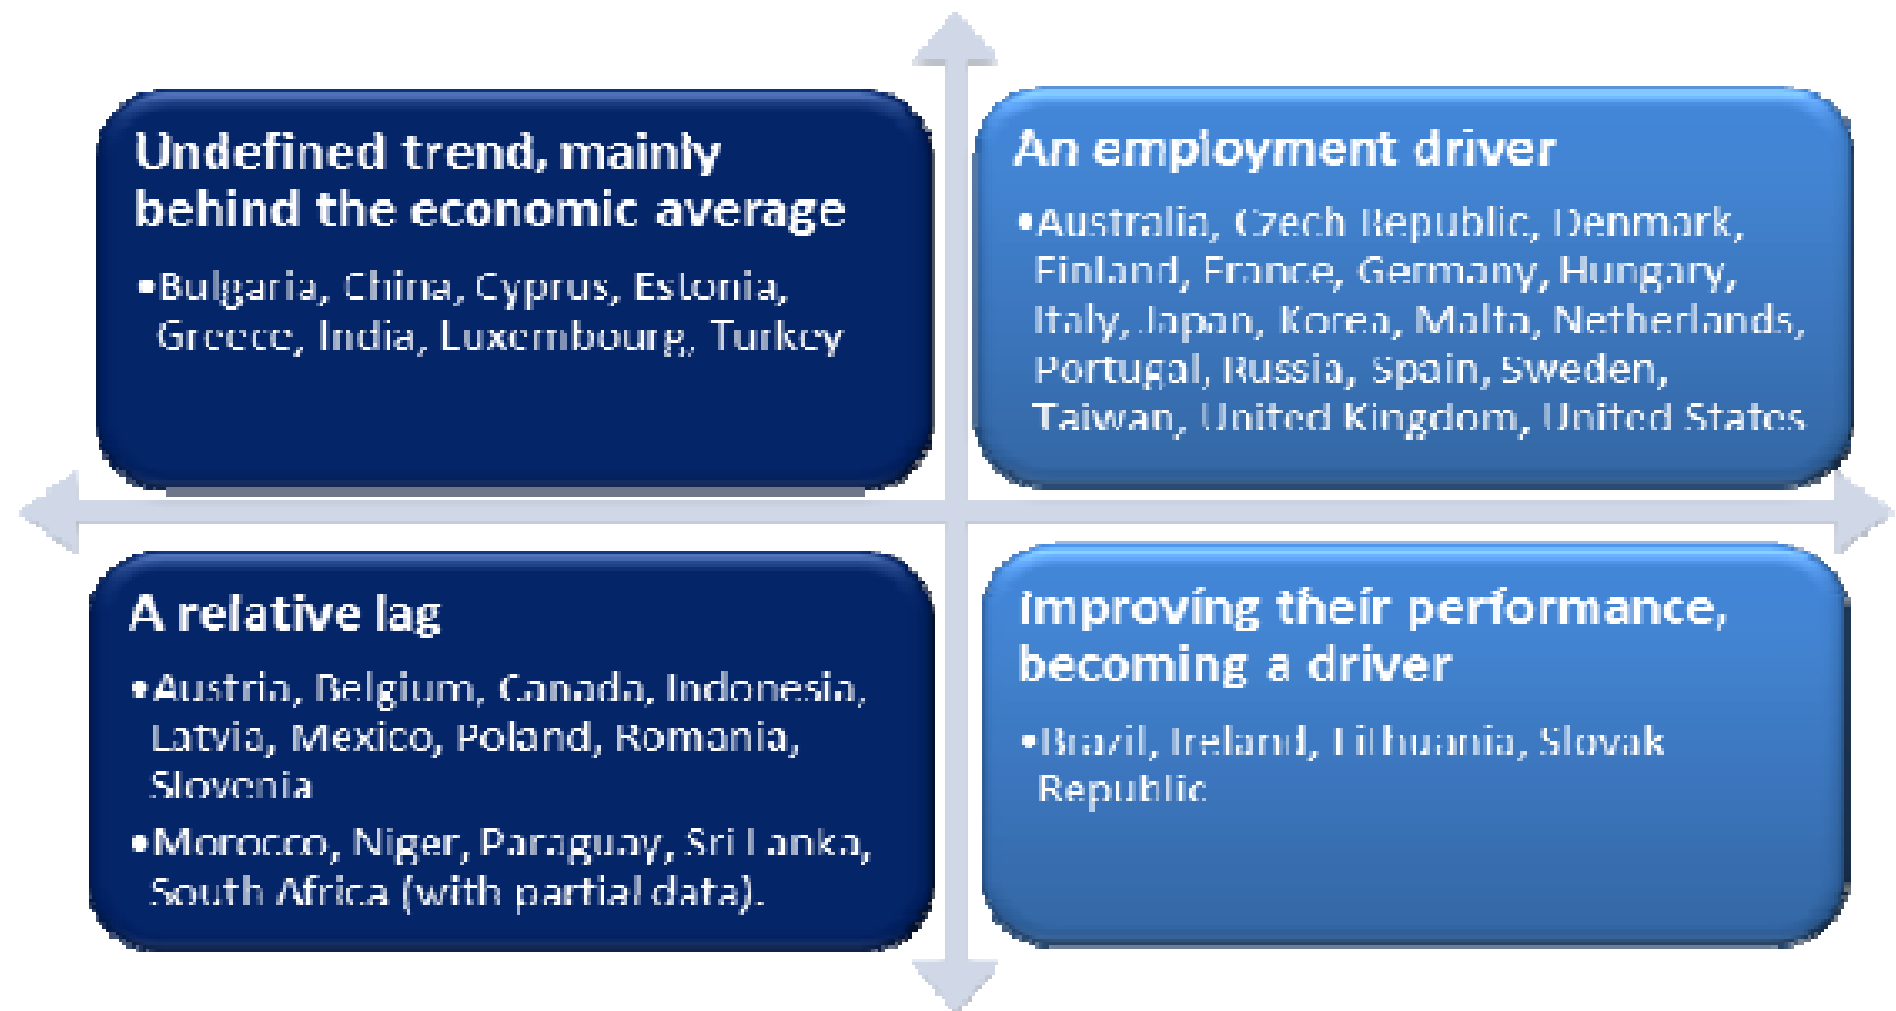 Undefined trend, mainly
behind the economic average
•Bulgaria, China, Cyprus, Estonia,
Greece, India, Luxembourg, Turkey
An employment driver
•Australia, Czech Republic, Denmark,
Finland, France, Germany, Hungary,
Italy, Japan, Korea, Malta, Netherlands,
Portugal, Russia, Spain, Sweden,
Taiwan, United Kingdom, United States
A relative lag
•Austria, Belgium, Canada, Indonesia,
Latvia, Mexico, Poland, Romania,
Slovenia
•Morocco, Niger, Paraguay, Sri Lanka,
South Africa (with partial data).
Improving their performance,
becoming a driver
•Brazil, Ireland, Lithuania, Slovak
Republic